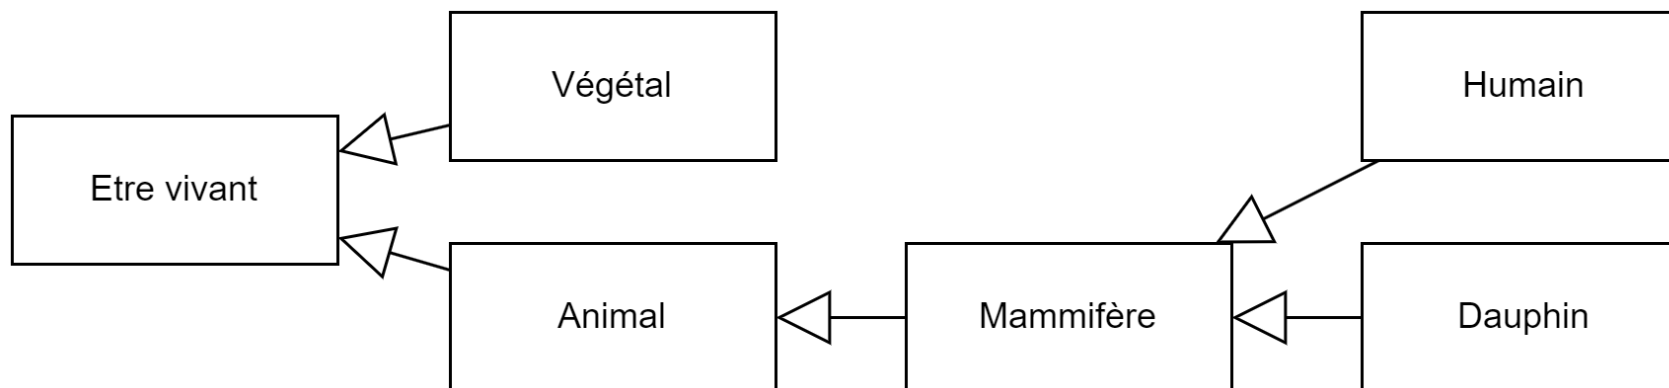 Végétal
Humain
Etre vivant
Animal
Mammifère
Dauphin